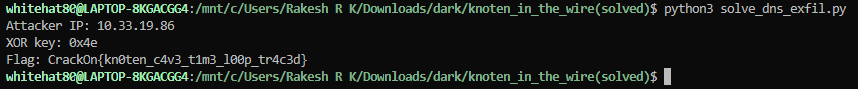 whitehat80@LAPTOP-8KGACGG4:/mnt/c/Users/Rakesh R K/Downloads/dark/knoten_in_the_wire(solved)$ python3 solve_dns_exfil.py
Attacker IP: 10.33.19.86
XOR key: 0x4e
Flag: CrackOn{kn0ten_c4v3_t1m3_l00p_tr4c3d}
whitehat80@LAPTOP-8KGACGG4:/mnt/c/Users/Rakesh R K/Downloads/dark/knoten_in_the_wire(solved)$